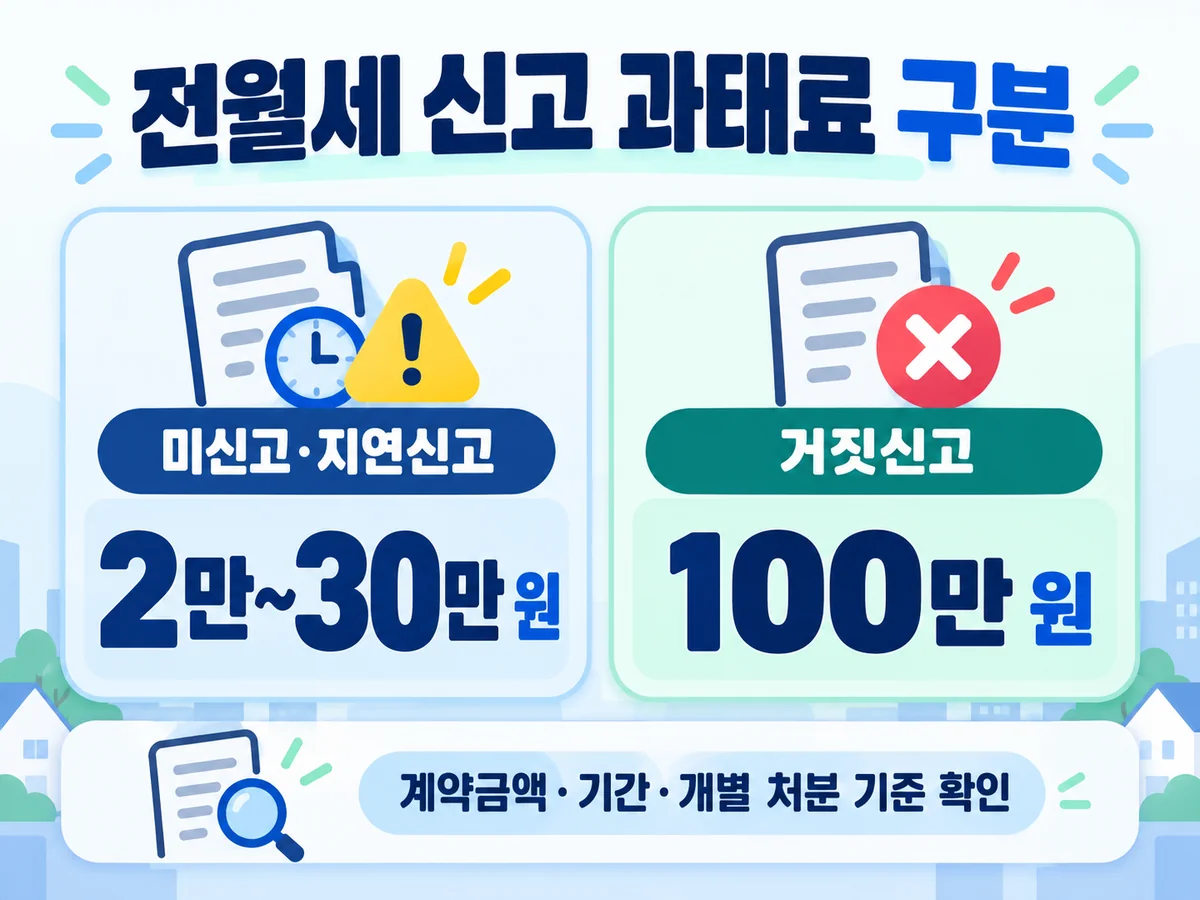 전월세 신고 과태료 구분
미신고·지연신고
2만~30만 원
거짓신고
100만 원
계약금액·기간·개별 처분 기준 확인